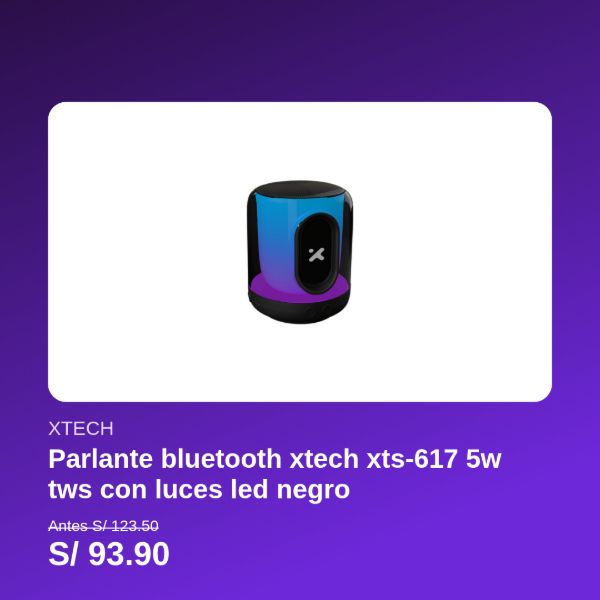 XTECH
Parlante bluetooth xtech xts-617 5w
tws con luces led negro
Antes S/ 123.50
S/ 93.90